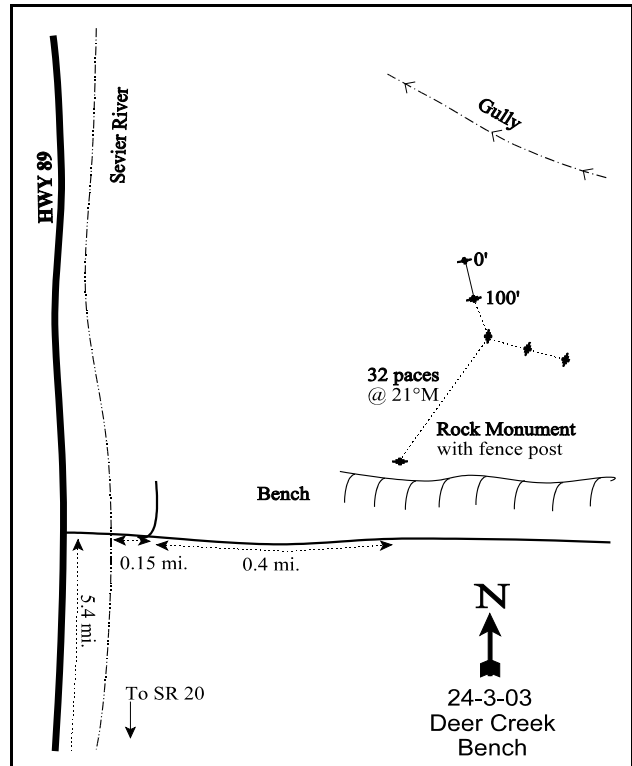 Gully
Sevier River
HWY 89
0'
100'
32 paces
@ 21°M
Rock Monument
with fence post
Bench
0.15 mi.
0.4 mi.
5.4 mi.
N
To SR 20
24-3-03
Deer Creek
Bench